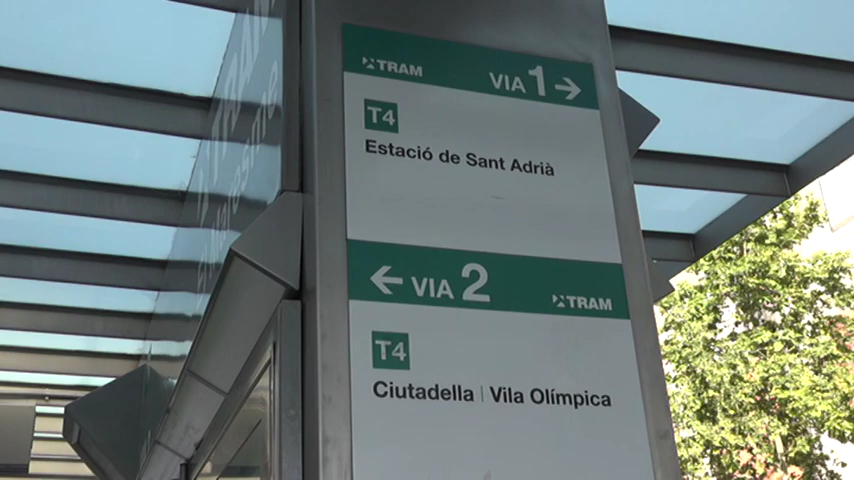 TRAM VIA 1 →
T4
Estació de Sant Adrià
← VIA 2 TRAM
T4
Ciutadella | Vila Olímpica